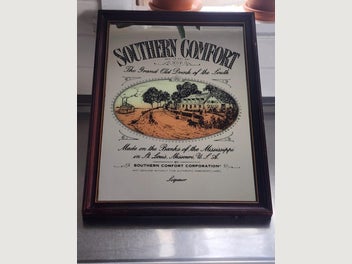 SOUTHERN COMFORT
The Grand Old Drink of the South
Made on the Banks of the Mississippi
in St. Louis, Missouri, U.S.A.
SOUTHERN COMFORT CORPORATION
Liqueur